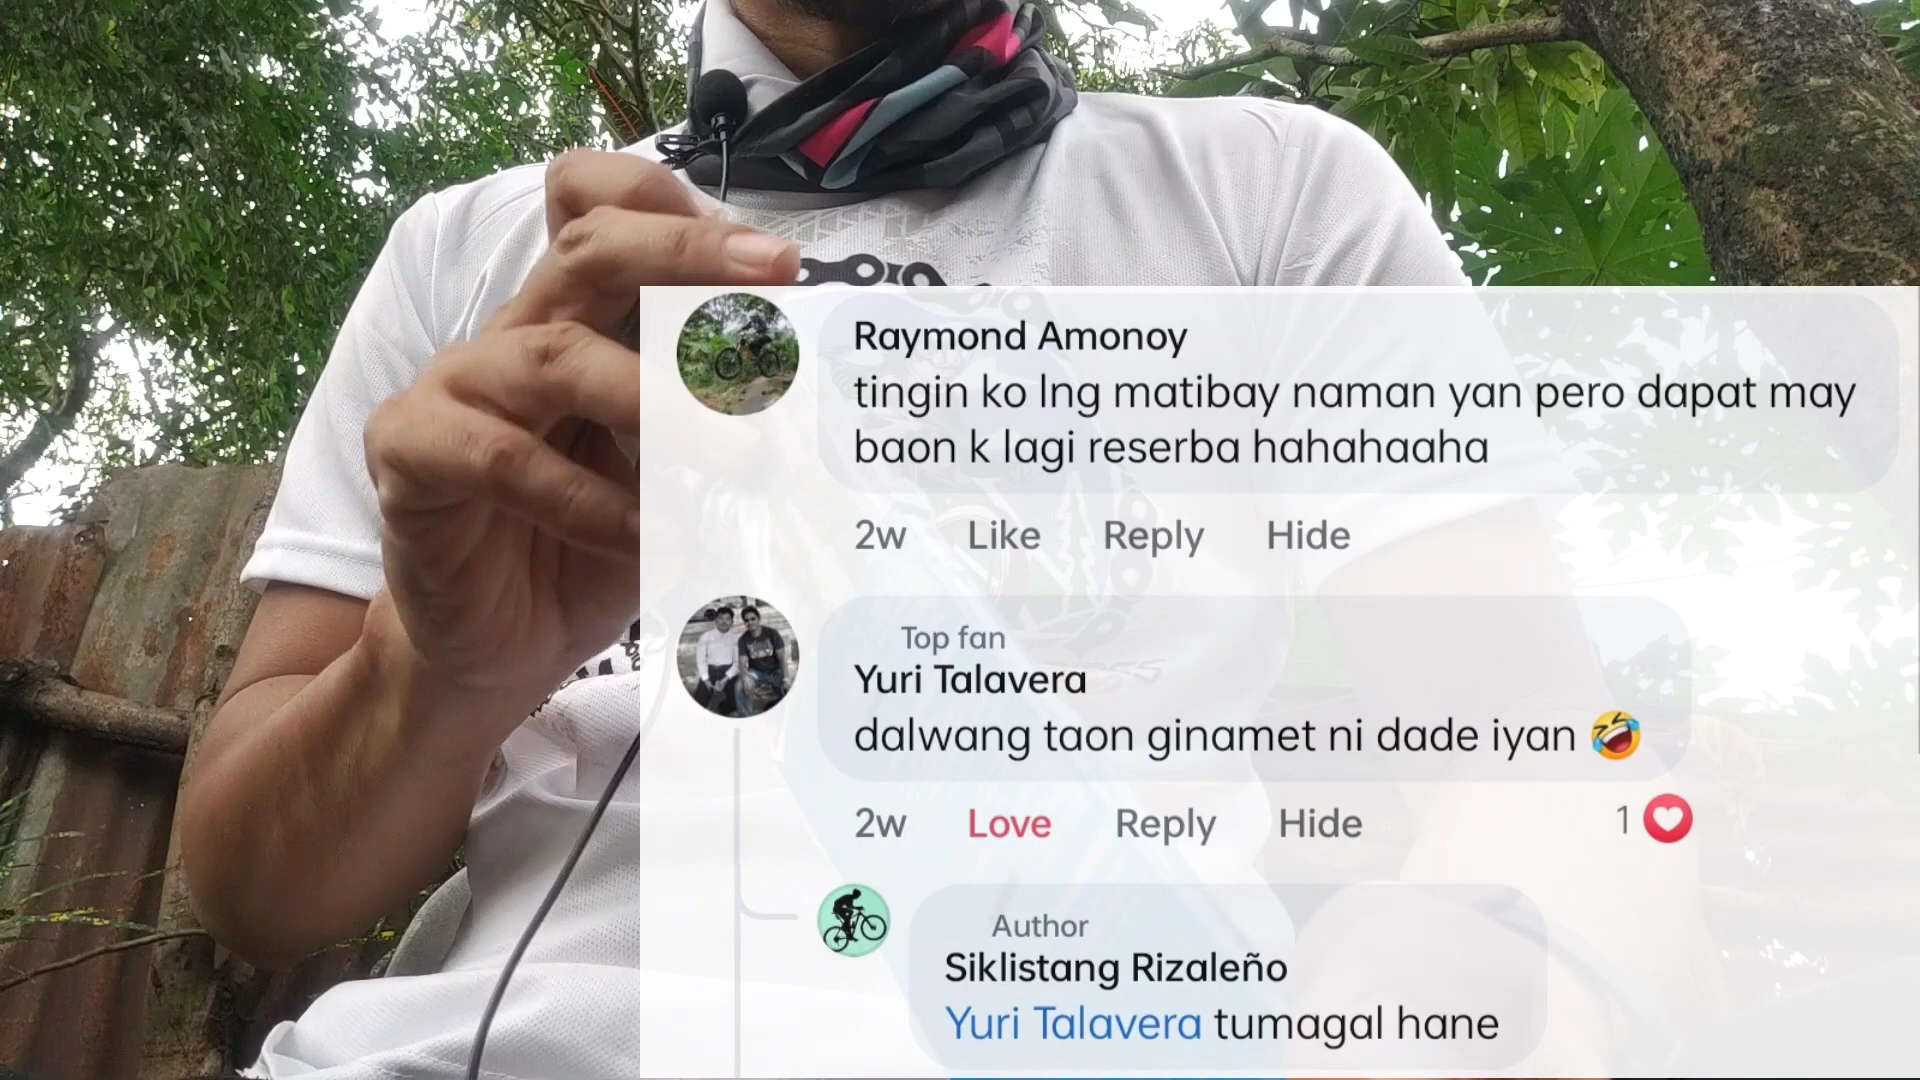 Raymond Amonoy
tingin ko lng matibay naman yan pero dapat may
baon k lagi reserba hahahaaha
2w Like Reply Hide
Top fan
Yuri Talavera
dalwang taon ginamet ni dade iyan 🤣
2w Love Reply Hide 1
Author
Siklistang Rizaleño
Yuri Talavera tumagal hane